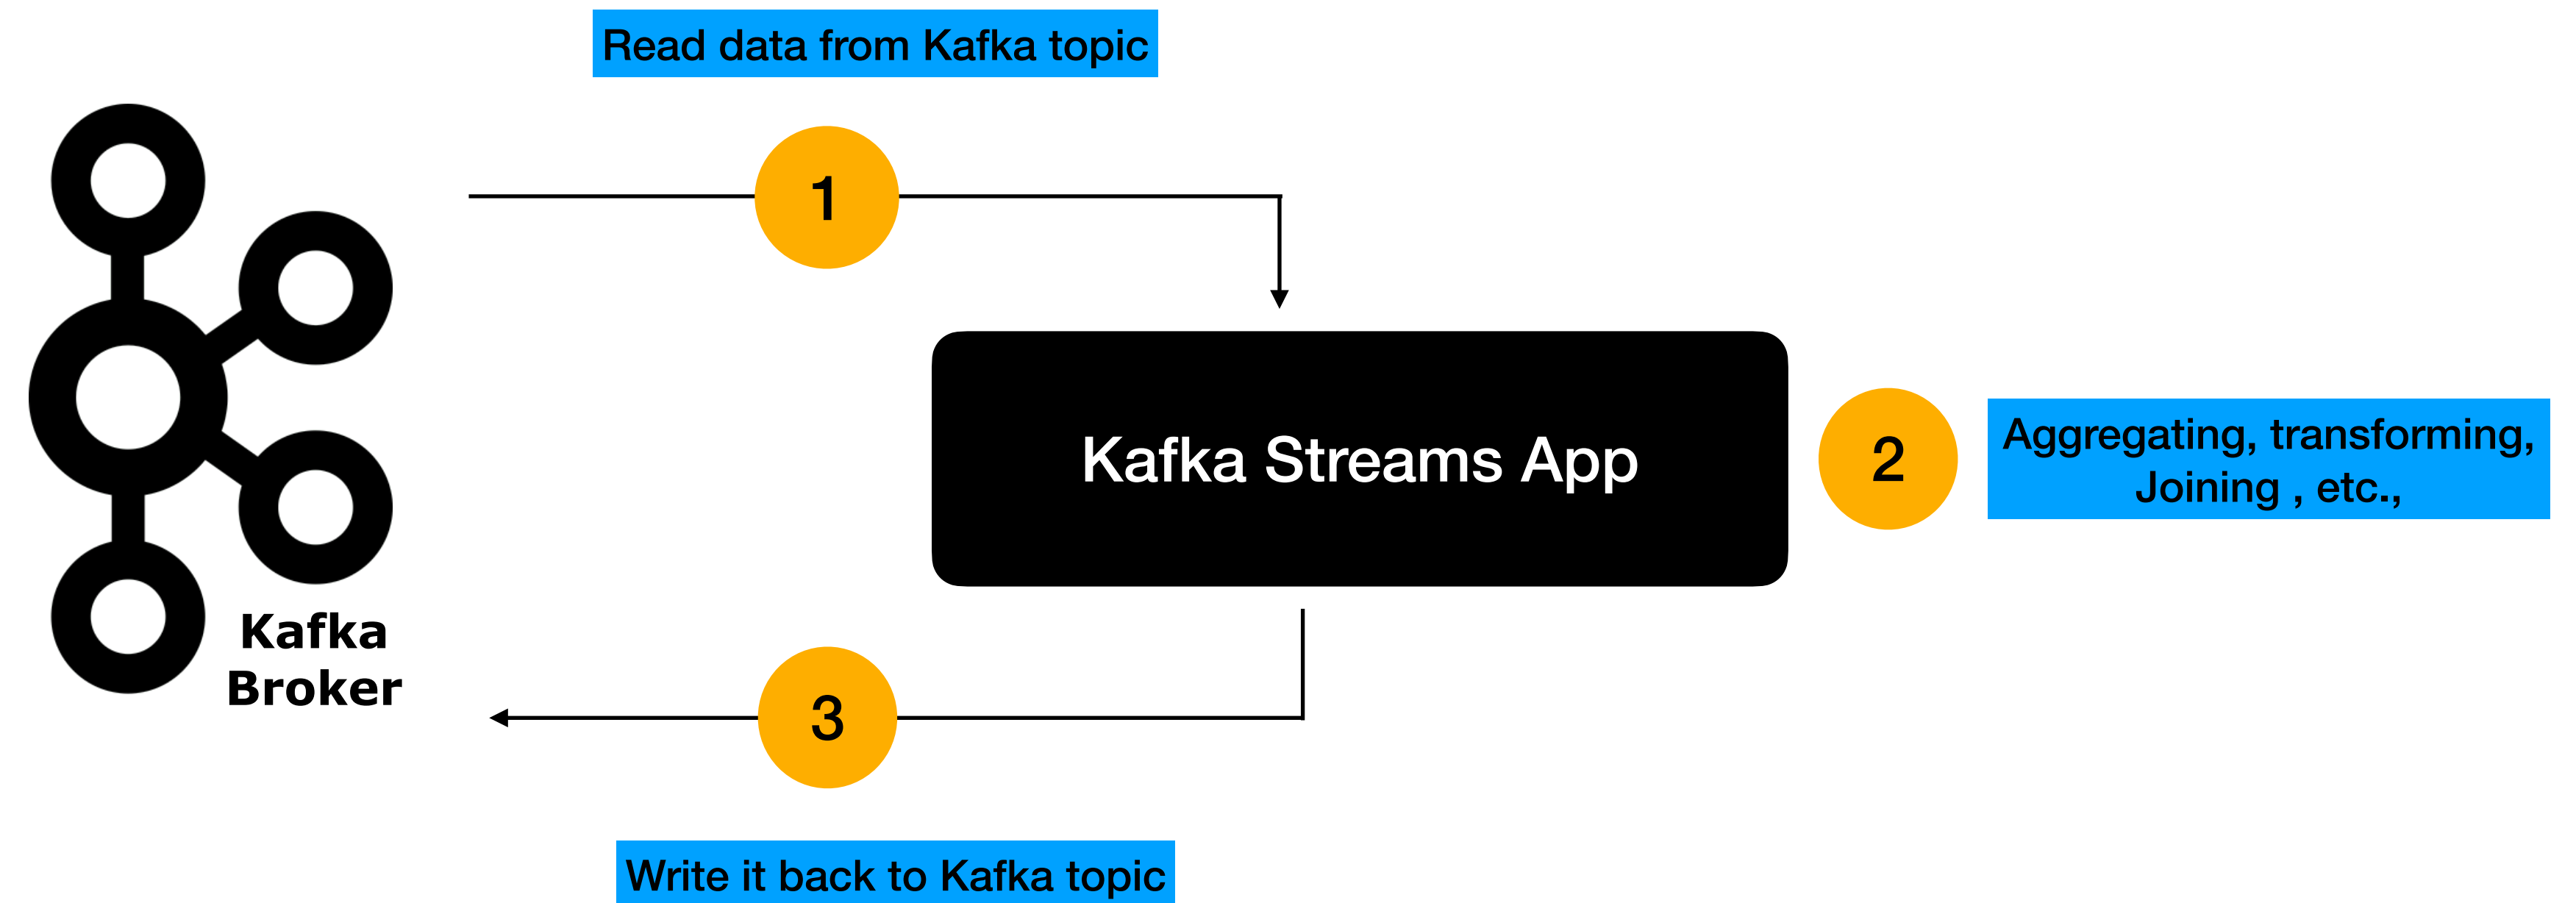 Read data from Kafka topic
1
Kafka Streams App
2
Aggregating, transforming,
Joining , etc.,
Kafka
Broker
3
Write it back to Kafka topic